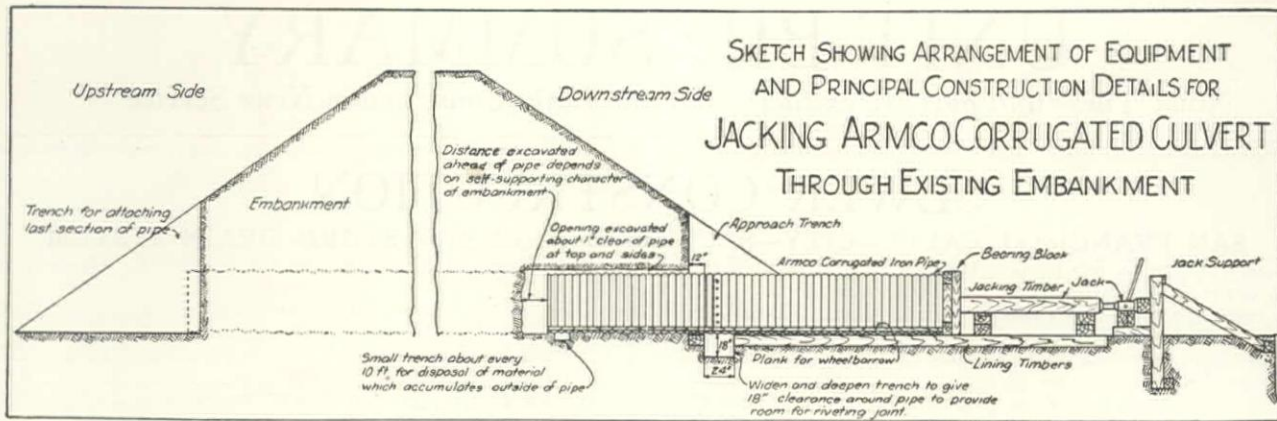 SKETCH SHOWING ARRANGEMENT OF EQUIPMENT
AND PRINCIPAL CONSTRUCTION DETAILS FOR
JACKING ARMCO CORRUGATED CULVERT
THROUGH EXISTING EMBANKMENT
Upstream Side
Downstream Side
Distance excavated
ahead of pipe depends
on self-supporting character
of embankment
Trench for attaching
last section of pipe
Embankment
Opening excavated
about 1" clear of pipe
at top and sides
12"
Approach Trench
Armco Corrugated Iron Pipe
Bearing Block
Jacking Timber
Jack
Jack Support
18"
24"
Small trench about every
10 ft. for disposal of material
which accumulates outside of pipe
Plank for wheelbarrow
Lining Timbers
Widen and deepen trench to give
18" clearance around pipe to provide
room for riveting joint.